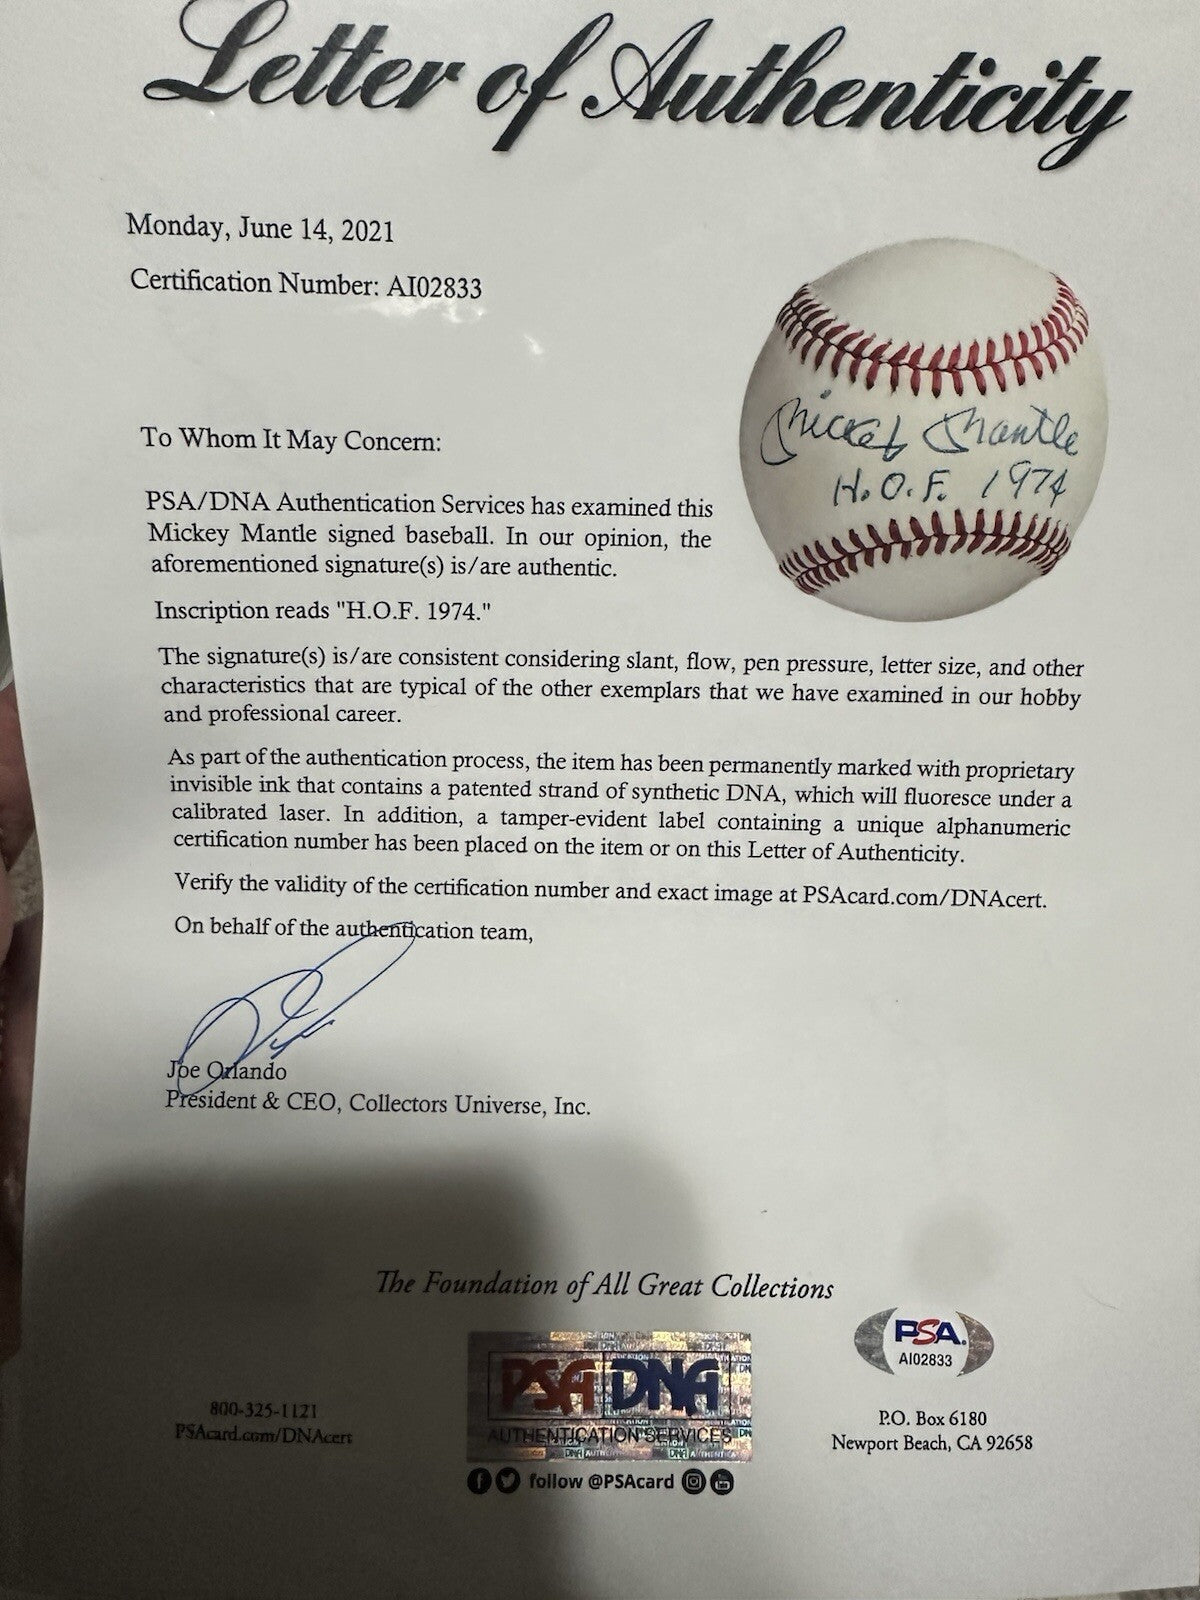 Letter of Authenticity
Monday, June 14, 2021
Certification Number: AI02833
Mickey Mantle
H.O.F. 1974
To Whom It May Concern:
PSA/DNA Authentication Services has examined this
Mickey Mantle signed baseball. In our opinion, the
aforementioned signature(s) is/are authentic.
Inscription reads "H.O.F. 1974."
The signature(s) is/are consistent considering slant, flow, pen pressure, letter size, and other
characteristics that are typical of the other exemplars that we have examined in our hobby
and professional career.
As part of the authentication process, the item has been permanently marked with proprietary
invisible ink that contains a patented strand of synthetic DNA, which will fluoresce under a
calibrated laser. In addition, a tamper-evident label containing a unique alphanumeric
certification number has been placed on the item or on this Letter of Authenticity.
Verify the validity of the certification number and exact image at PSAcard.com/DNAcert.
On behalf of the authentication team,
Joe Orlando
President & CEO, Collectors Universe, Inc.
The Foundation of All Great Collections
PSA DNA
AUTHENTICATION SERVICES
follow @PSAcard
800-325-1121
PSAcard.com/DNAcert
PSA.
AI02833
P.O. Box 6180
Newport Beach, CA 92658